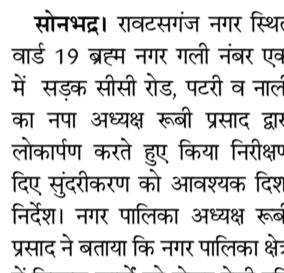 सोनभद्र। रावटसगंज नगर स्थित
वार्ड 19 ब्रह्म नगर गली नंबर एक
में सड़क सीसी रोड, पटरी व नाली
का नपा अध्यक्ष रूबी प्रसाद द्वारा
लोकार्पण करते हुए किया निरीक्षण
दिए सुंदरीकरण को आवश्यक दिशा
निर्देश। नगर पालिका अध्यक्ष रूबी
प्रसाद ने बताया कि नगर पालिका क्षेत्र